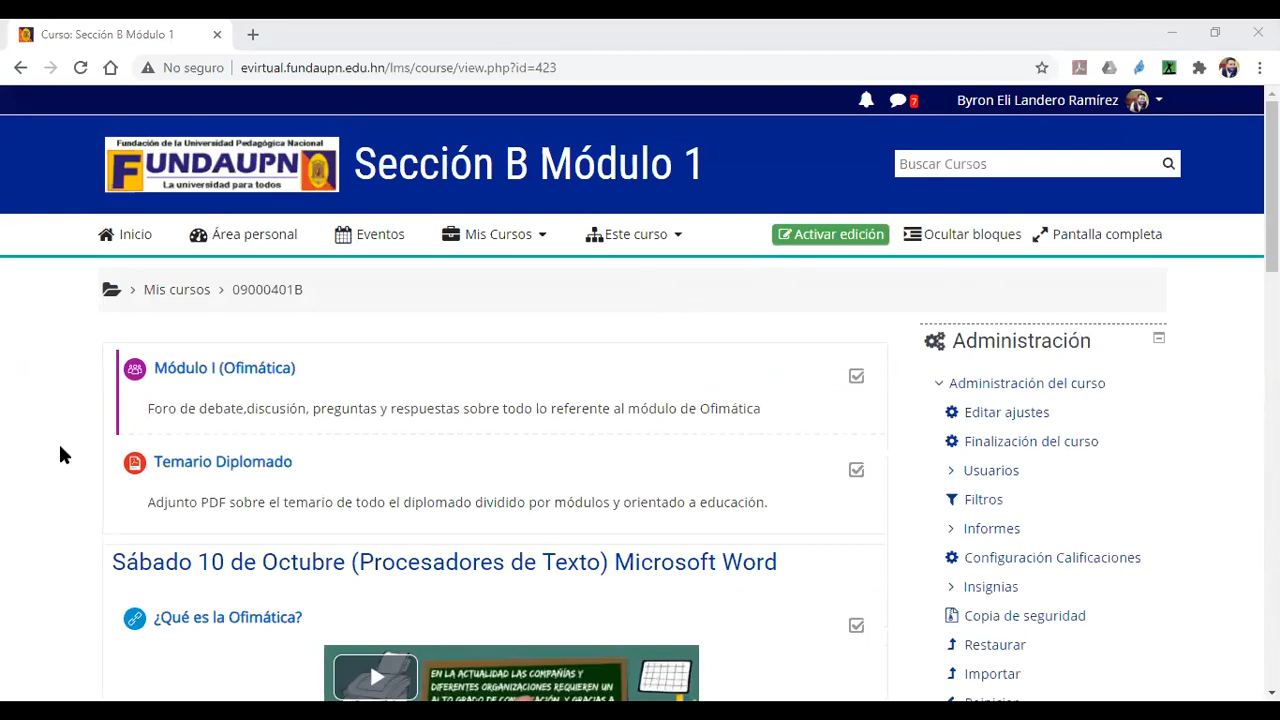 Curso: Sección B Módulo 1
No seguro
evirtual.fundaupn.edu.hn/lms/course/view.php?id=423
7
Byron Eli Landero Ramírez
Fundación de la Universidad Pedagógica Nacional
FUNDAUPN
La universidad para todos
Sección B Módulo 1
Buscar Cursos
Inicio
Área personal
Eventos
Mis Cursos
Este curso
Activar edición
Ocultar bloques
Pantalla completa
Mis cursos
09000401B
Módulo I (Ofimática)
Foro de debate,discusión, preguntas y respuestas sobre todo lo referente al módulo de Ofimática
Temario Diplomado
Adjunto PDF sobre el temario de todo el diplomado dividido por módulos y orientado a educación.
Sábado 10 de Octubre (Procesadores de Texto) Microsoft Word
¿Qué es la Ofimática?
EN LA ACTUALIDAD LAS COMPAÑÍAS Y
DIFERENTES ORGANIZACIONES REQUIEREN UN
Administración
Administración del curso
Editar ajustes
Finalización del curso
Usuarios
Filtros
Informes
Configuración Calificaciones
Insignias
Copia de seguridad
Restaurar
Importar